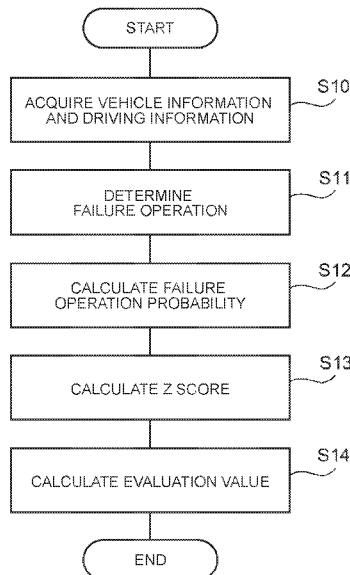 START
S10
ACQUIRE VEHICLE INFORMATION
AND DRIVING INFORMATION
S11
DETERMINE
FAILURE OPERATION
S12
CALCULATE FAILURE
OPERATION PROBABILITY
S13
CALCULATE Z SCORE
S14
CALCULATE EVALUATION VALUE
END